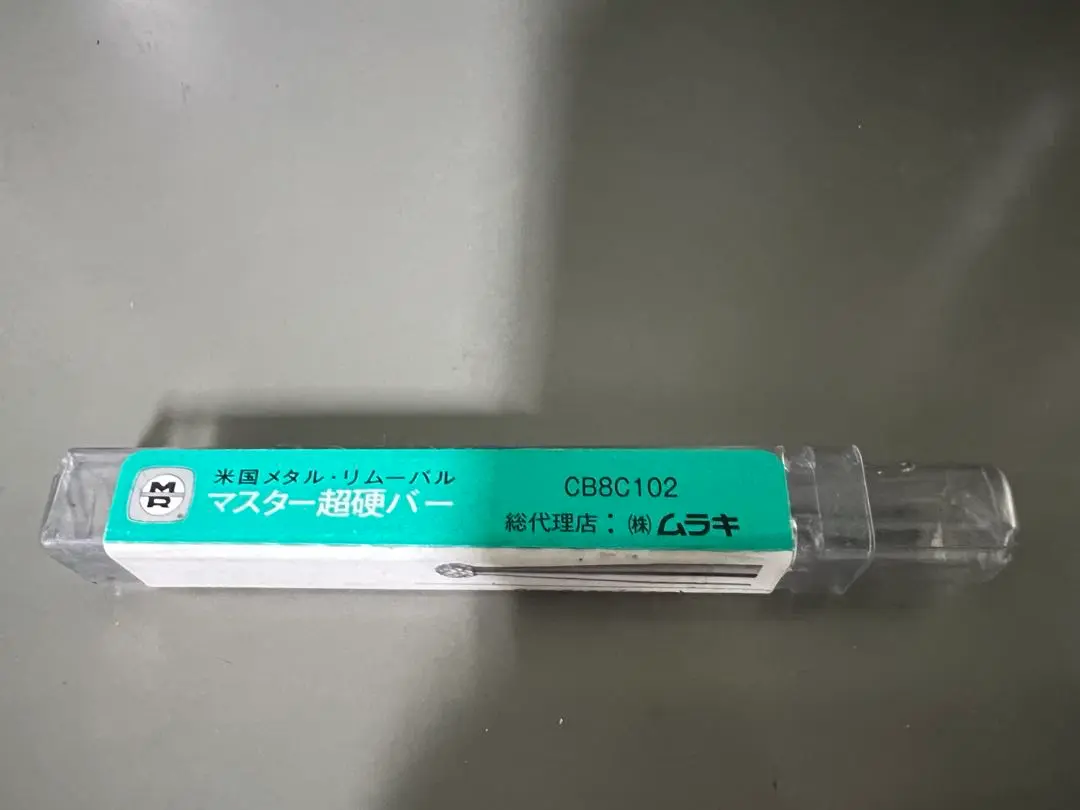 MR
米国メタル・リムーバル
マスター超硬バー
CB8C102
総代理店：㈱ムラキ